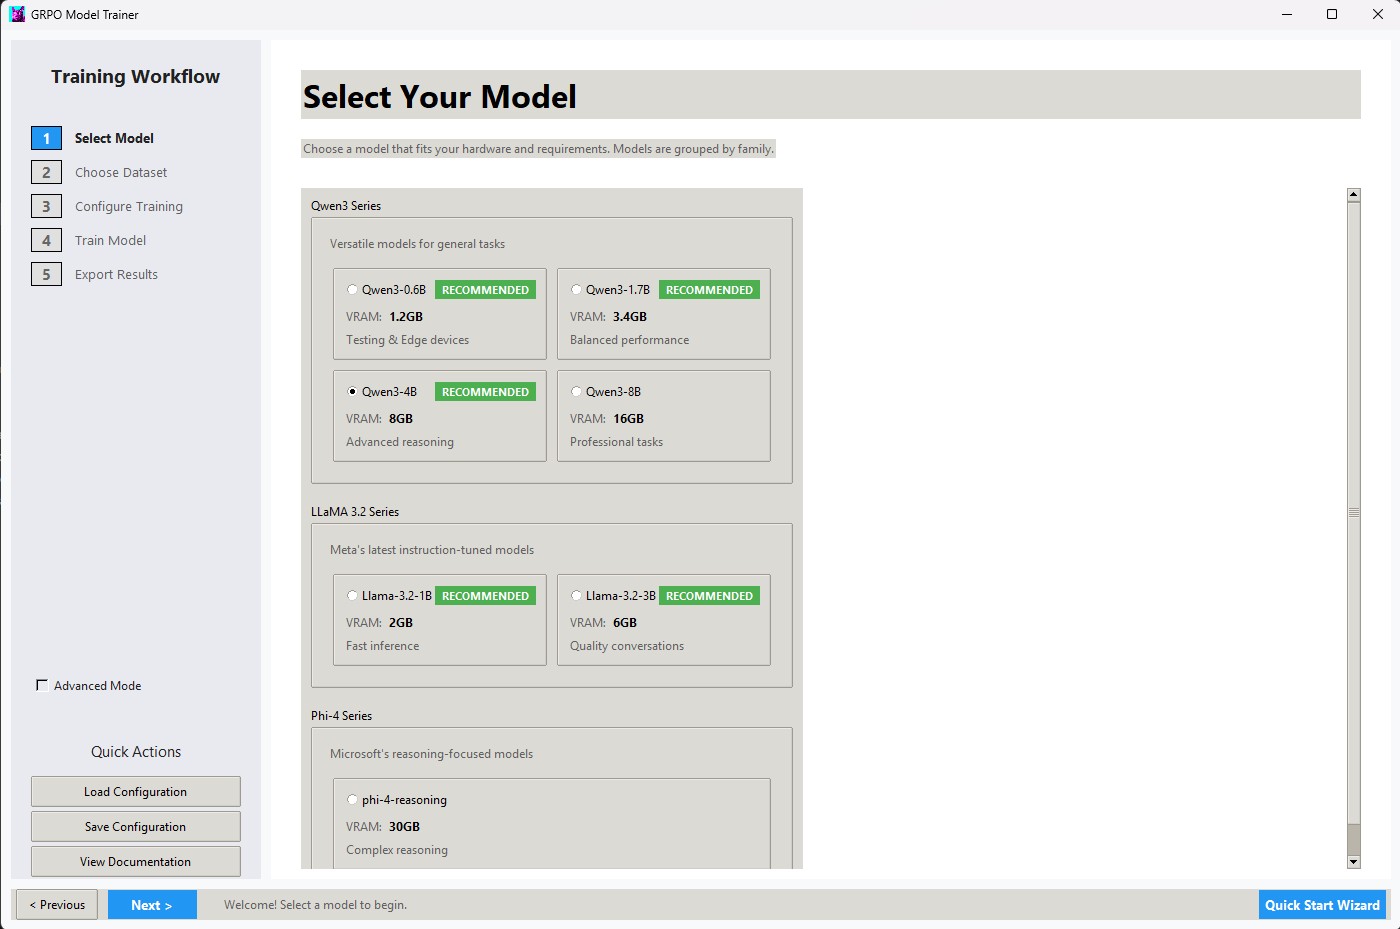 GRPO Model Trainer
Training Workflow
1 Select Model
2 Choose Dataset
3 Configure Training
4 Train Model
5 Export Results
Advanced Mode
Quick Actions
Load Configuration
Save Configuration
View Documentation
Select Your Model
Choose a model that fits your hardware and requirements. Models are grouped by family.
Qwen3 Series
Versatile models for general tasks
Qwen3-0.6B RECOMMENDED
VRAM: 1.2GB
Testing & Edge devices
Qwen3-1.7B RECOMMENDED
VRAM: 3.4GB
Balanced performance
Qwen3-4B RECOMMENDED
VRAM: 8GB
Advanced reasoning
Qwen3-8B
VRAM: 16GB
Professional tasks
LLaMA 3.2 Series
Meta's latest instruction-tuned models
Llama-3.2-1B RECOMMENDED
VRAM: 2GB
Fast inference
Llama-3.2-3B RECOMMENDED
VRAM: 6GB
Quality conversations
Phi-4 Series
Microsoft's reasoning-focused models
phi-4-reasoning
VRAM: 30GB
Complex reasoning
< Previous
Next >
Welcome! Select a model to begin.
Quick Start Wizard